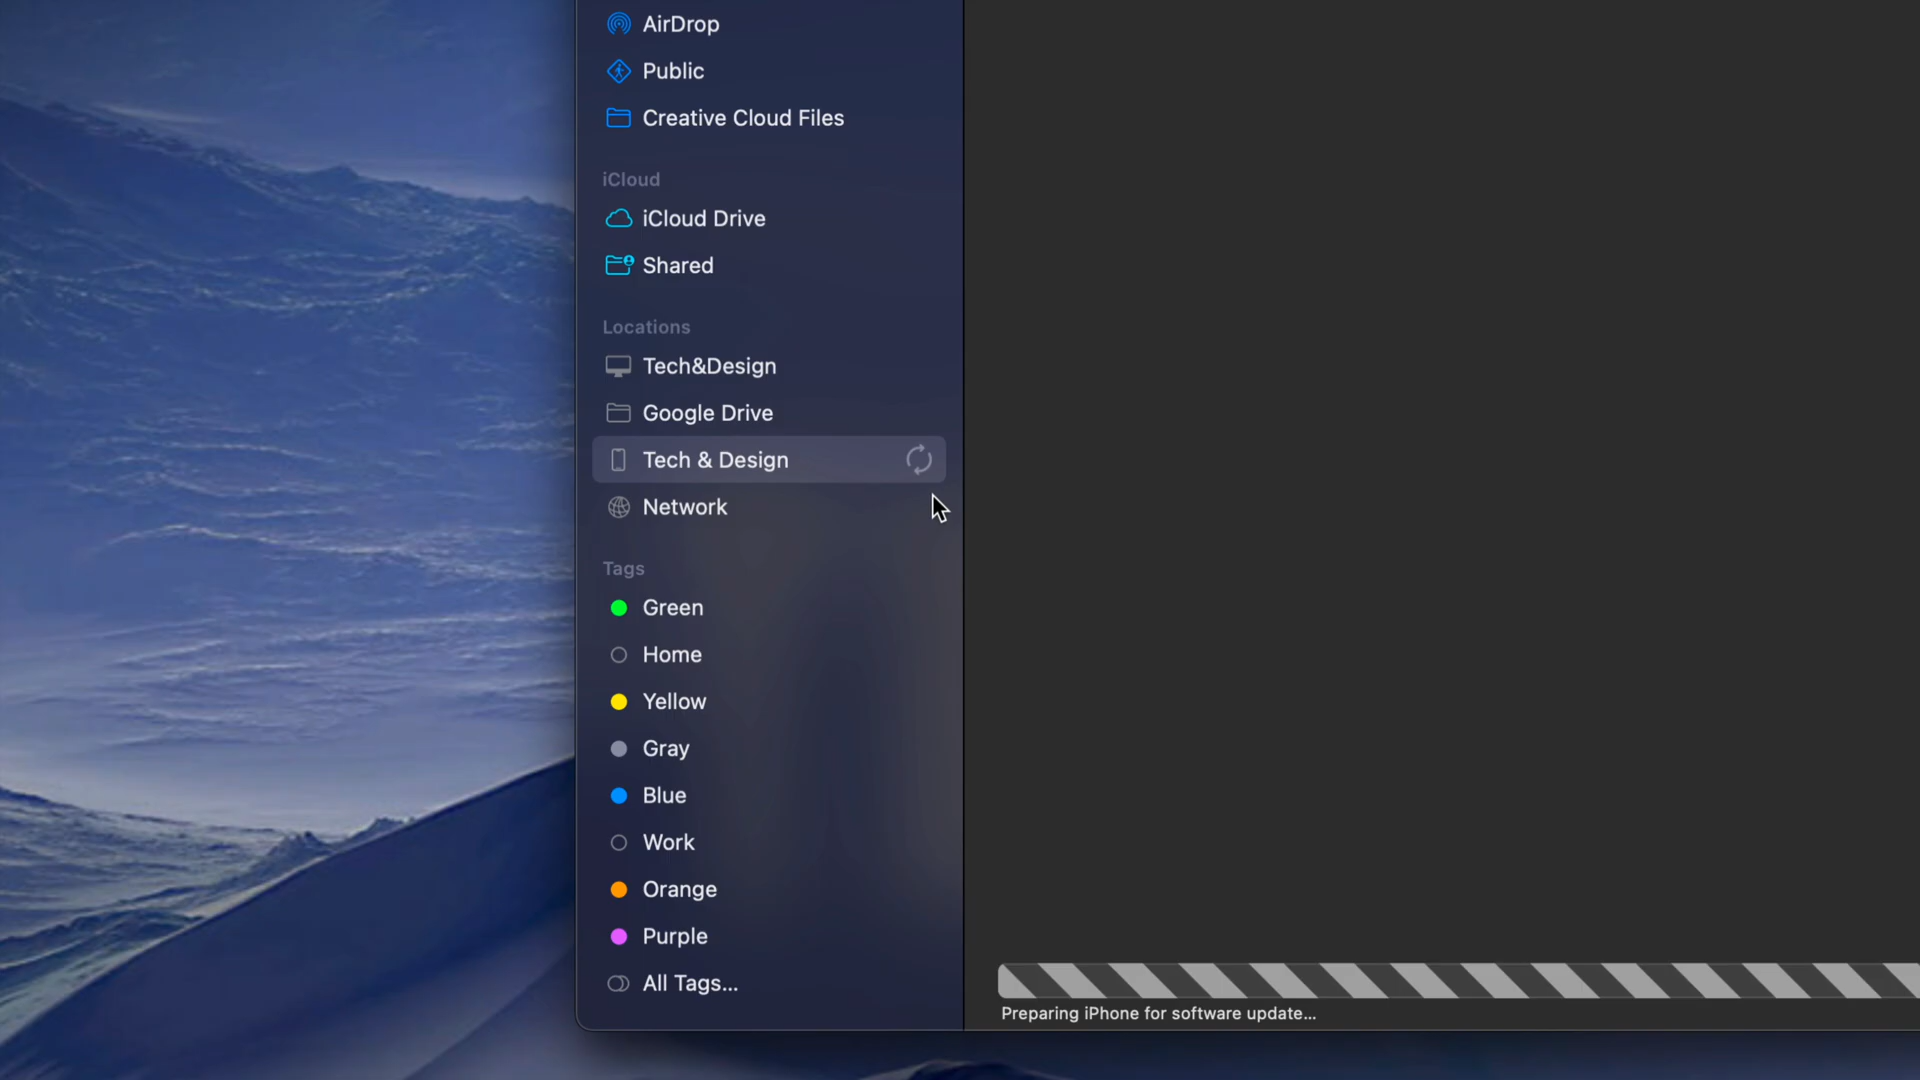 AirDrop
Public
Creative Cloud Files
iCloud
iCloud Drive
Shared
Locations
Tech&Design
Google Drive
Tech & Design
Network
Tags
Green
Home
Yellow
Gray
Blue
Work
Orange
Purple
All Tags...
Preparing iPhone for software update...